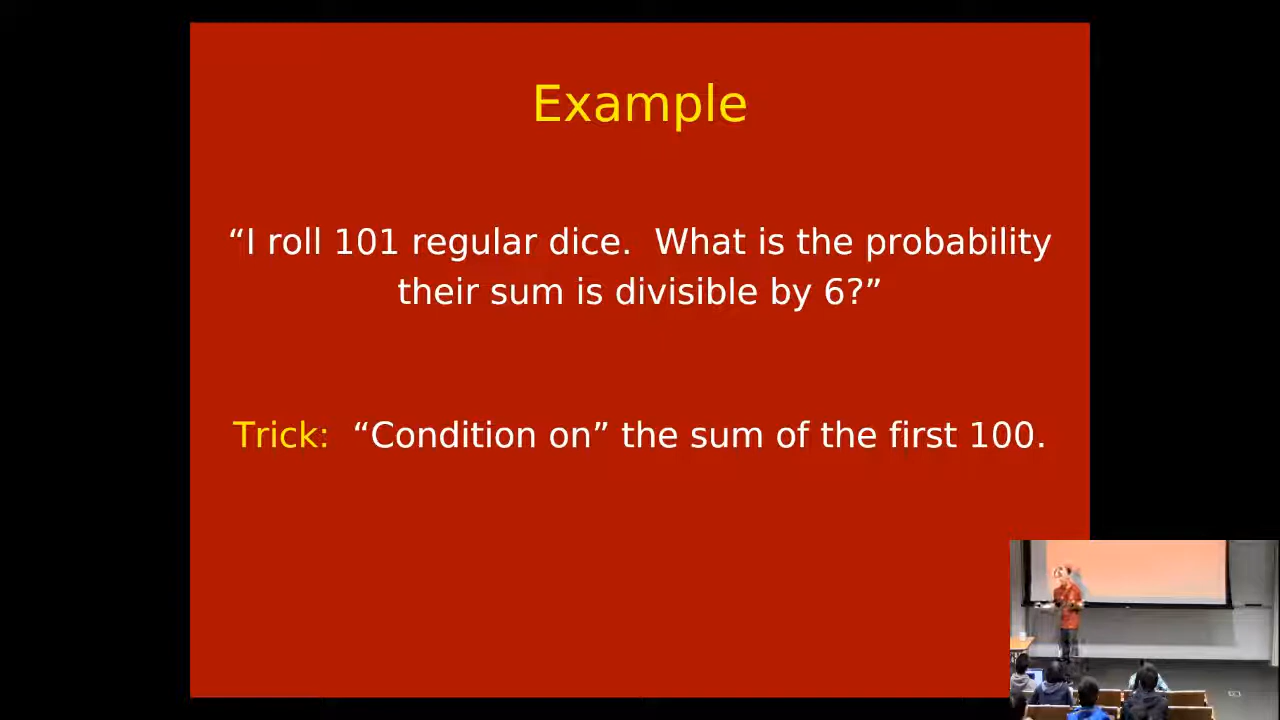 Example
“I roll 101 regular dice.  What is the probability
their sum is divisible by 6?”
Trick:  “Condition on” the sum of the first 100.